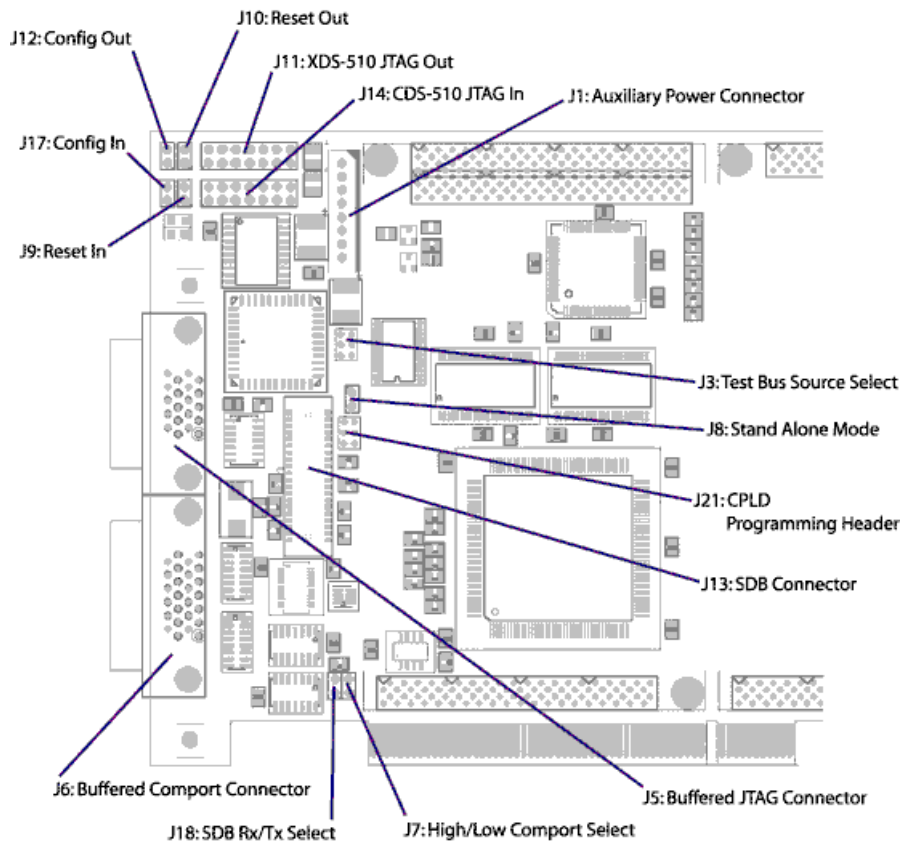 J10: Reset Out
J12: Config Out
J11: XDS-510 JTAG Out
J14: CDS-510 JTAG In
J1: Auxiliary Power Connector
J17: Config In
J9: Reset In
J3: Test Bus Source Select
J8: Stand Alone Mode
J21: CPLD
Programming Header
J13: SDB Connector
J6: Buffered Comport Connector
J5: Buffered JTAG Connector
J18: SDB Rx/Tx Select
J7: High/Low Comport Select